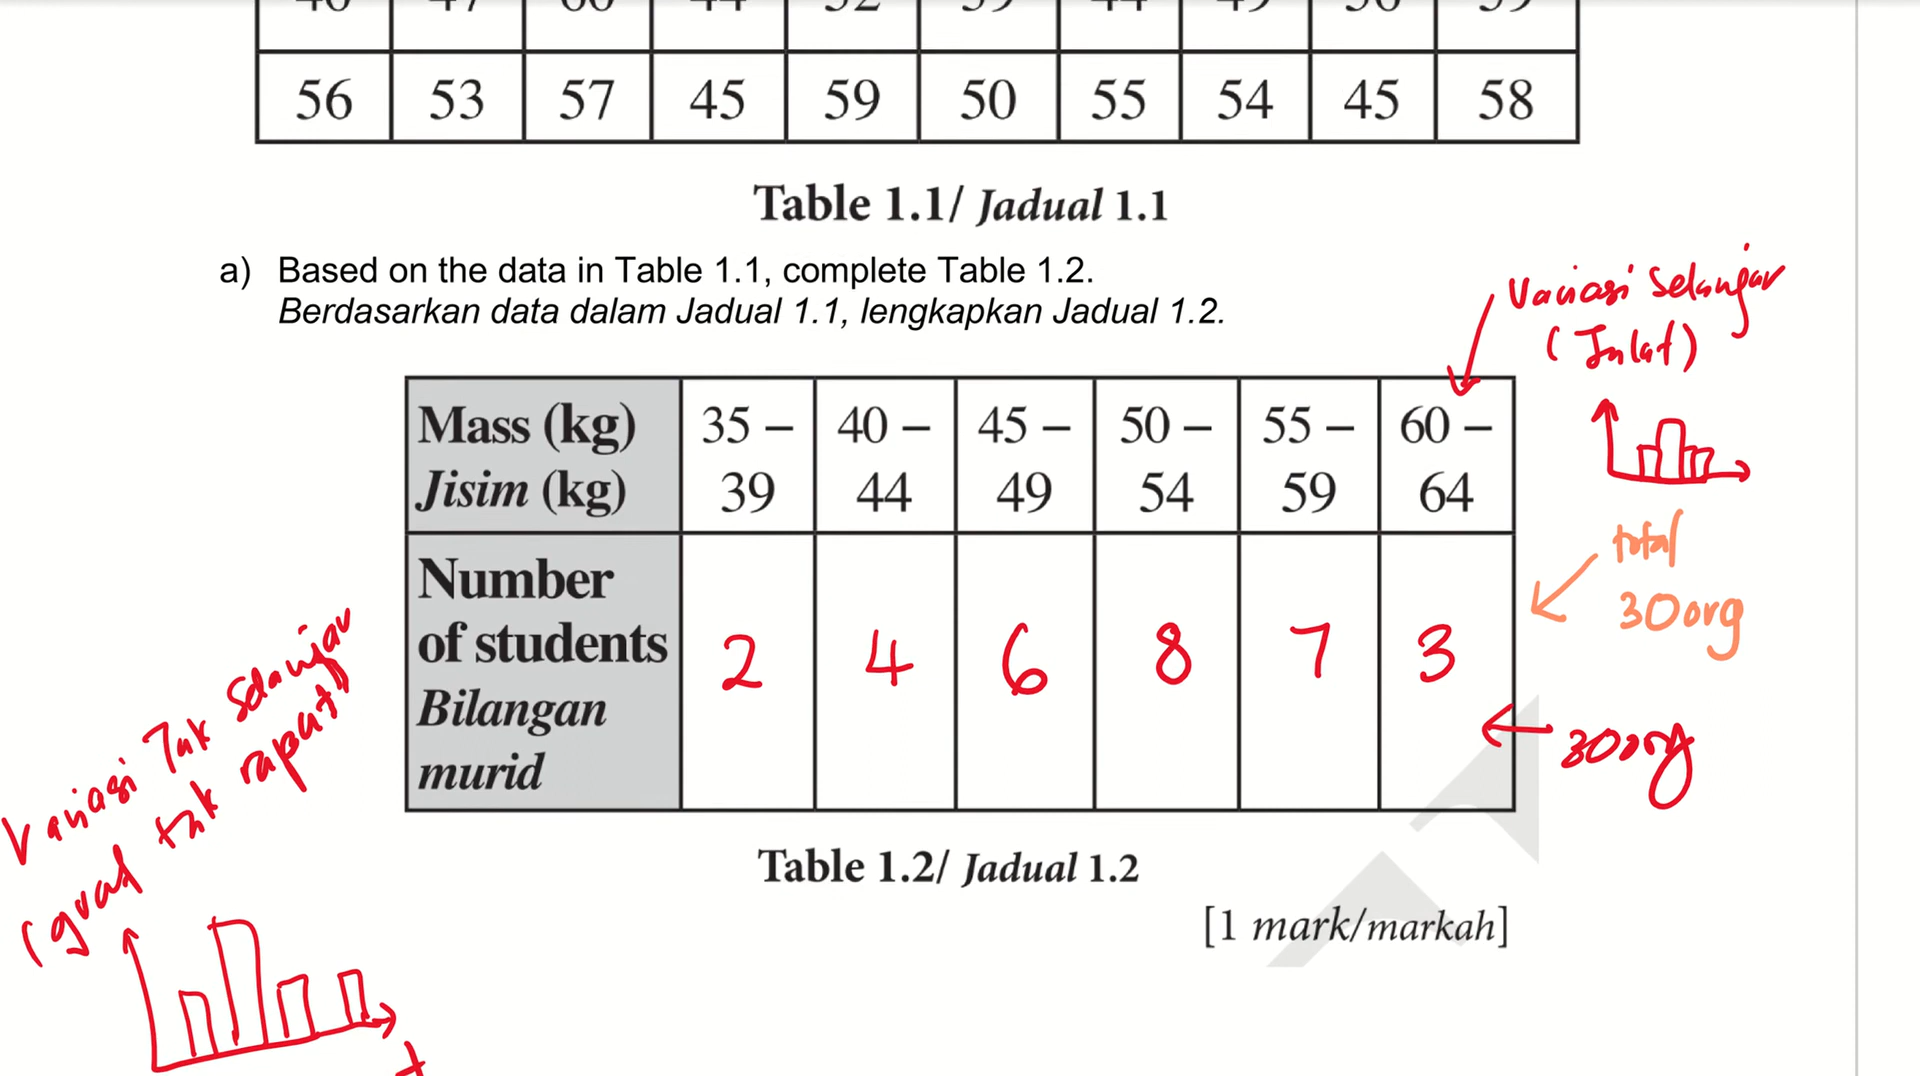 56 53 57 45 59 50 55 54 45 58
Table 1.1/ Jadual 1.1
a) Based on the data in Table 1.1, complete Table 1.2.
Berdasarkan data dalam Jadual 1.1, lengkapkan Jadual 1.2.
Variasi Selanjar
Mass (kg) 35 – 40 – 45 – 50 – 55 – 60 –
Jisim (kg) 39 44 49 54 59 64
total
30 org
Number
of students 2 4 6 8 7 3
Bilangan
murid
30 org
Variasi Tak Selanjar
(graf tak rapat)
Table 1.2/ Jadual 1.2
[1 mark/markah]